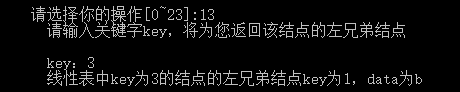 请选择你的操作[0~23]:13
请输入关键字key，将为您返回该结点的左兄弟结点
key：3
线性表中key为3的结点的左兄弟结点key为1，data为b